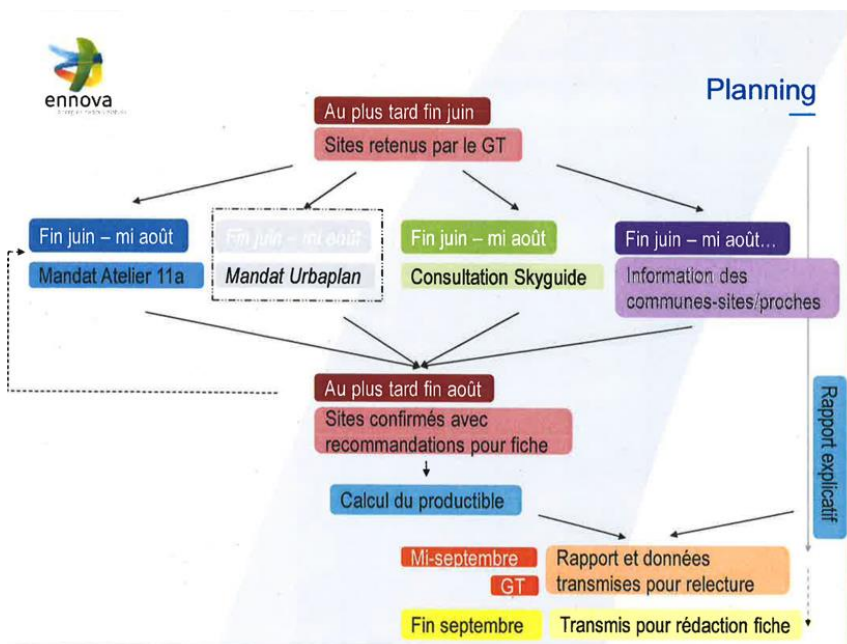 ennova
Planning
Au plus tard fin juin
Sites retenus par le GT
Fin juin – mi août
Mandat Atelier 11a
Fin juin – mi août
Mandat Urbaplan
Fin juin – mi août
Consultation Skyguide
Fin juin – mi août...
Information des
communes-sites/proches
Au plus tard fin août
Sites confirmés avec
recommandations pour fiche
Calcul du productible
Rapport explicatif
Mi-septembre
GT
Rapport et données
transmises pour relecture
Fin septembre
Transmis pour rédaction fiche